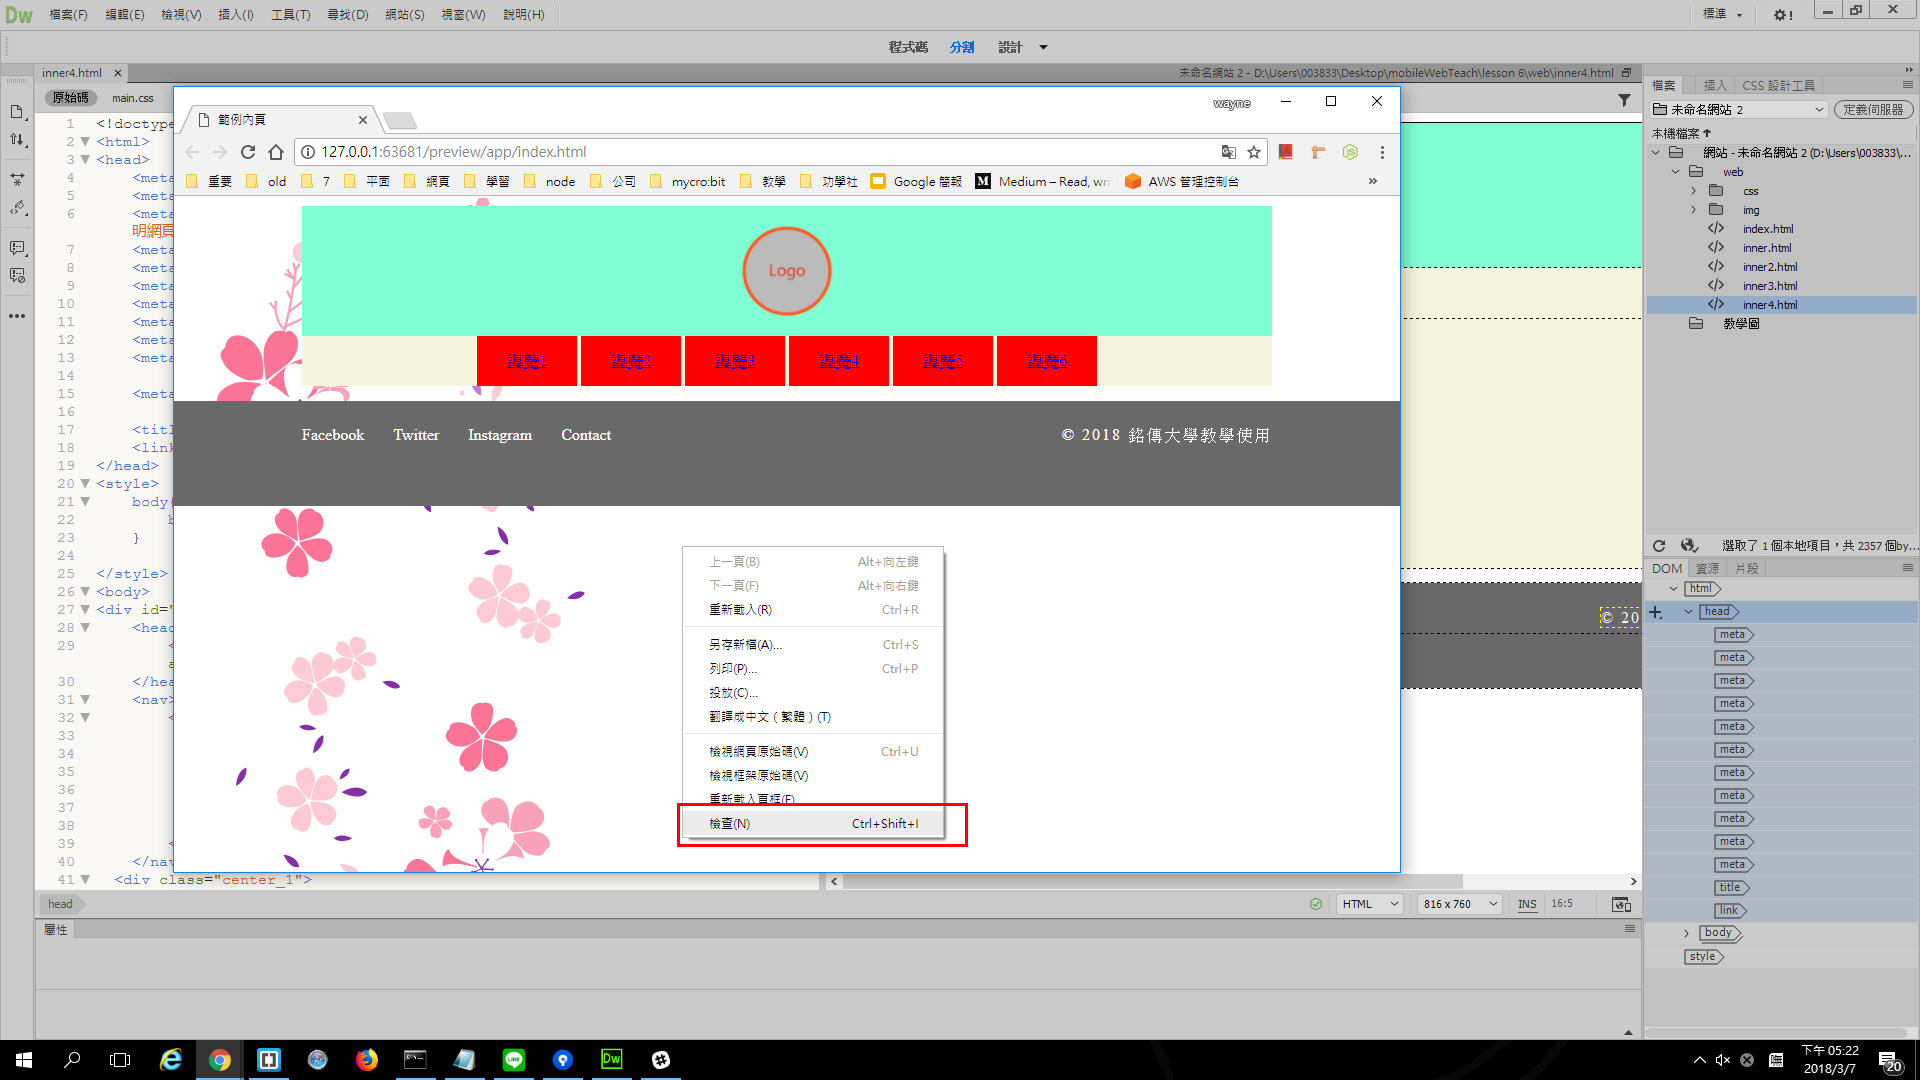 Dw 檔案(F) 編輯(E) 檢視(V) 插入(I) 工具(T) 尋找(D) 網站(S) 視窗(W) 說明(H) 標準
程式碼 分割 設計
inner4.html 未命名網站 2 - D:\Users\003833\Desktop\mobileWebTeach\lesson 6\web\inner4.html
原始碼 main.css
1 <!doctype
2 <html>
3 <head>
4 <meta
5 <meta
6 <meta
明網頁
7 <meta
8 <meta
9 <meta
10 <meta
11 <meta
12 <meta
13 <meta
14
15 <meta
16
17 <titl
18 <link
19 </head>
20 <style>
21 body{
22 b
23 }
24
25 </style>
26 <body>
27 <div id="
28 <head
29 <
a
30 </hea
31 <nav>
32 <
33
34
35
36
37
38
39 <
40 </nav
41 <div class="center_1">
wayne
範例內頁
127.0.0.1:63681/preview/app/index.html
重要 old 7 平面 網頁 學習 node 公司 mycro:bit 教學 功學社 Google 簡報 M Medium – Read, wri AWS 管理控制台 »
Logo
導覽1 導覽2 導覽3 導覽4 導覽5 導覽6
Facebook Twitter Instagram Contact © 2018 銘傳大學教學使用
上一頁(B) Alt+向左鍵
下一頁(F) Alt+向右鍵
重新載入(R) Ctrl+R
另存新檔(A)... Ctrl+S
列印(P)... Ctrl+P
投放(C)...
翻譯成中文（繁體）(T)
檢視網頁原始碼(V) Ctrl+U
檢視框架原始碼(V)
重新載入頁框(F)
檢查(N) Ctrl+Shift+I
© 20
head HTML 816 x 760 INS 16:5
屬性
檔案 插入 CSS 設計工具
未命名網站 2 定義伺服器
本機檔案
網站 - 未命名網站 2 (D:\Users\003833\...
web
css
img
index.html
inner.html
inner2.html
inner3.html
inner4.html
教學圖
選取了 1 個本地項目，共 2357 個by...
DOM 資源 片段
html
head
meta
meta
meta
meta
meta
meta
meta
meta
meta
meta
meta
title
link
body
style
Dw 下午 05:22
2018/3/7
20